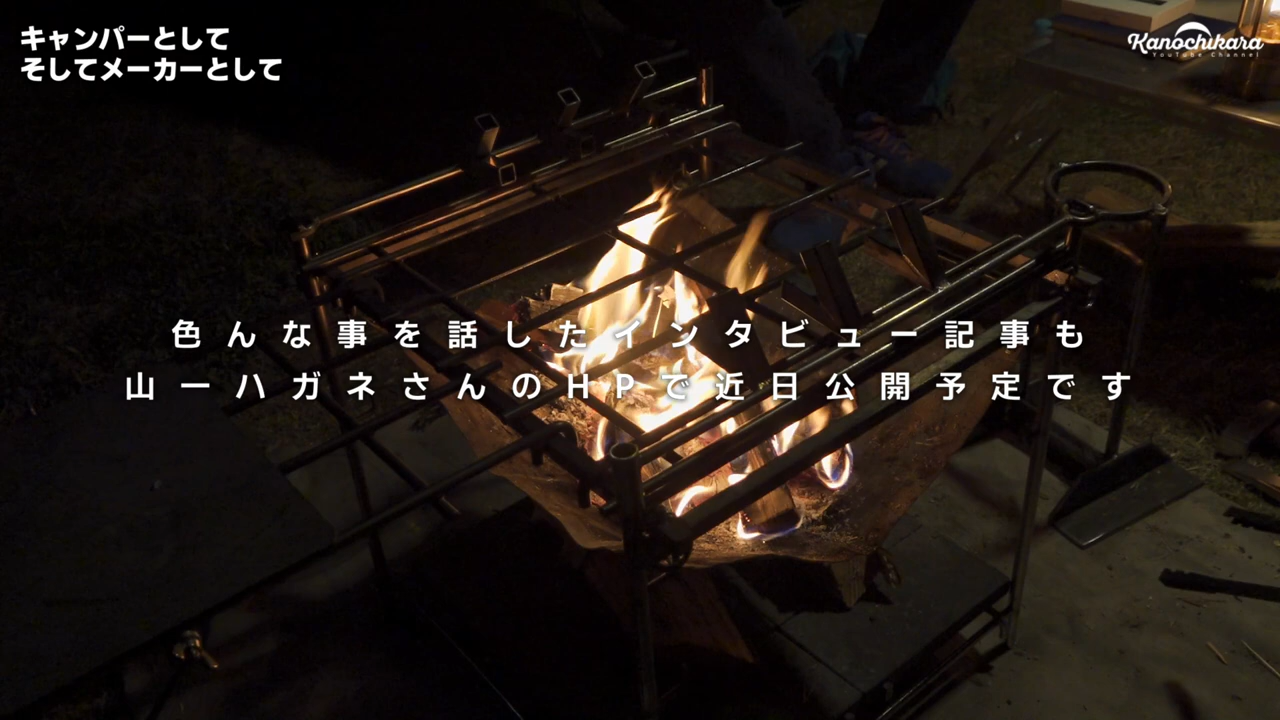 キャンパーとして
そしてメーカーとして
Kanochikara
YouTube Channel
色んな事を話したインタビュー記事も
山一ハガネさんのHPで近日公開予定です